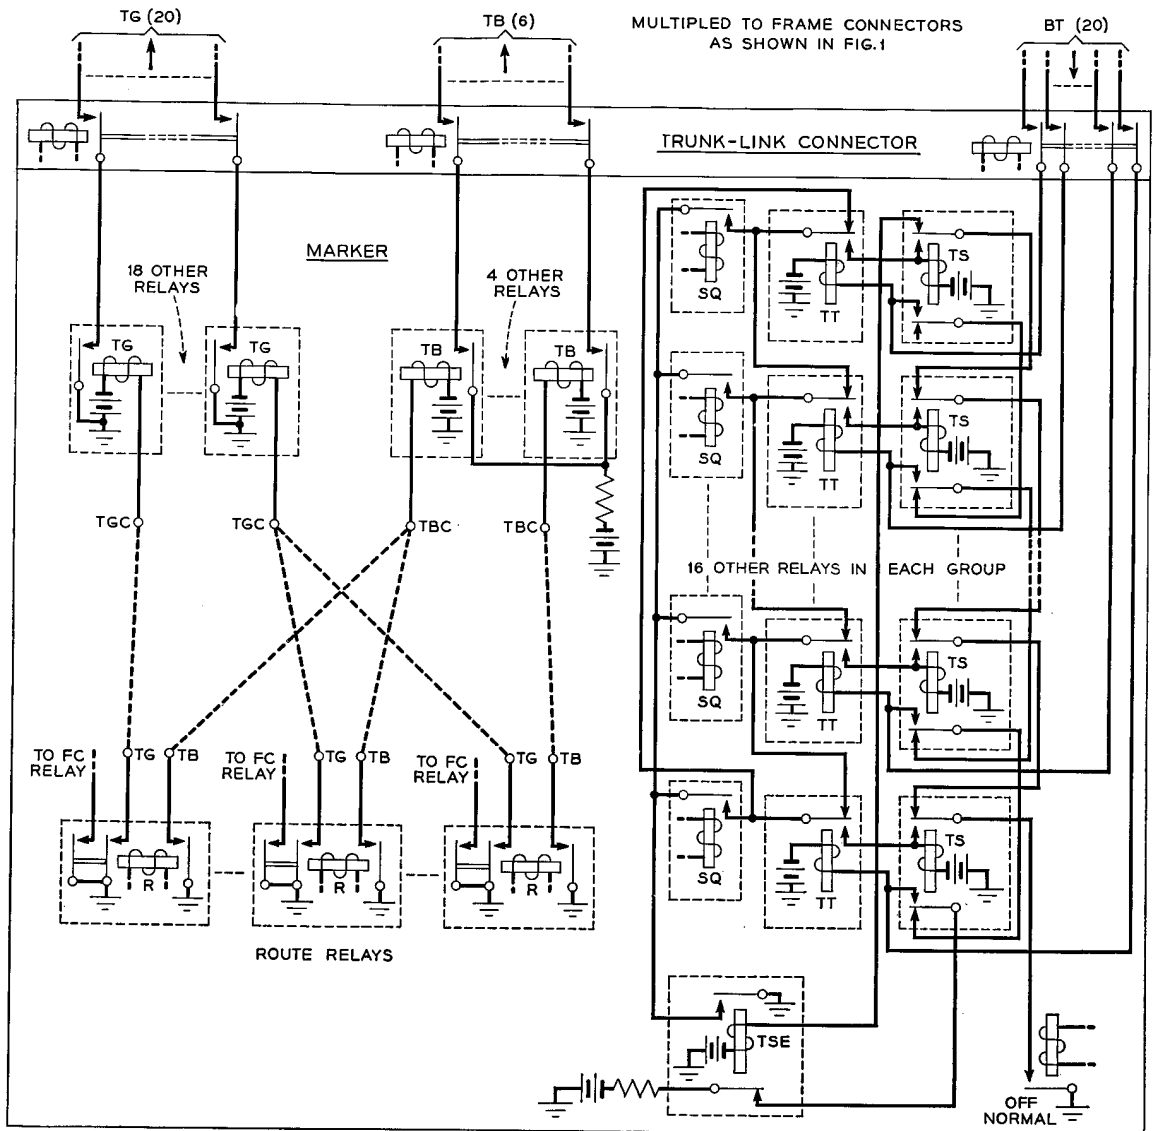 TG (20)
TB (6)
MULTIPLED TO FRAME CONNECTORS
AS SHOWN IN FIG.1
BT (20)
TRUNK-LINK CONNECTOR
MARKER
18 OTHER
RELAYS
4 OTHER
RELAYS
SQ
TT
TS
TG
TG
TB
TB
SQ
TT
TS
TGC
TGC
TBC
TBC
16 OTHER RELAYS IN EACH GROUP
SQ
TT
TS
TO FC
RELAY
TG
TB
TO FC
RELAY
TG
TB
TO FC
RELAY
TG
TB
SQ
TT
TS
R
R
R
ROUTE RELAYS
TSE
OFF
NORMAL